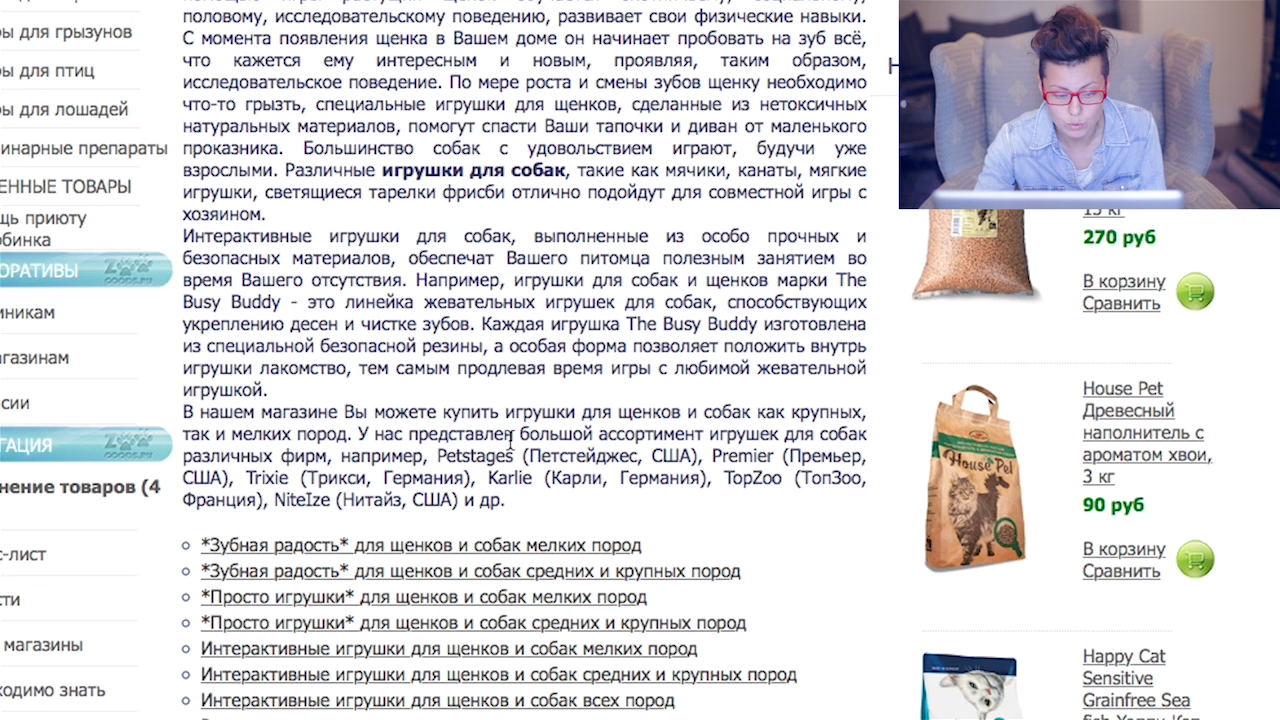 ры для грызунов
ры для птиц
ры для лошадей
инарные препараты
ЕННЫЕ ТОВАРЫ
щь приюту
обинка
ОРАТИВЫ
ZOO
GOODS.RU
никам
агазинам
сии
ГАЦИЯ
ZOO
GOODS.RU
нение товаров (4
с-лист
сти
магазины
ходимо знать
половому, исследовательскому поведению, развивает свои физические навыки.
С момента появления щенка в Вашем доме он начинает пробовать на зуб всё,
что кажется ему интересным и новым, проявляя, таким образом,
исследовательское поведение. По мере роста и смены зубов щенку необходимо
что-то грызть, специальные игрушки для щенков, сделанные из нетоксичных
натуральных материалов, помогут спасти Ваши тапочки и диван от маленького
проказника. Большинство собак с удовольствием играют, будучи уже
взрослыми. Различные игрушки для собак, такие как мячики, канаты, мягкие
игрушки, светящиеся тарелки фрисби отлично подойдут для совместной игры с
хозяином.
Интерактивные игрушки для собак, выполненные из особо прочных и
безопасных материалов, обеспечат Вашего питомца полезным занятием во
время Вашего отсутствия. Например, игрушки для собак и щенков марки The
Busy Buddy - это линейка жевательных игрушек для собак, способствующих
укреплению десен и чистке зубов. Каждая игрушка The Busy Buddy изготовлена
из специальной безопасной резины, а особая форма позволяет положить внутрь
игрушки лакомство, тем самым продлевая время игры с любимой жевательной
игрушкой.
В нашем магазине Вы можете купить игрушки для щенков и собак как крупных,
так и мелких пород. У нас представлен большой ассортимент игрушек для собак
различных фирм, например, Petstages (Петстейджес, США), Premier (Премьер,
США), Trixie (Трикси, Германия), Karlie (Карли, Германия), TopZoo (ТопЗоо,
Франция), NiteIze (Нитайз, США) и др.
*Зубная радость* для щенков и собак мелких пород
*Зубная радость* для щенков и собак средних и крупных пород
*Просто игрушки* для щенков и собак мелких пород
*Просто игрушки* для щенков и собак средних и крупных пород
Интерактивные игрушки для щенков и собак мелких пород
Интерактивные игрушки для щенков и собак средних и крупных пород
Интерактивные игрушки для щенков и собак всех пород
15 кг
270 руб
В корзину
Сравнить
House Pet
House Pet
Древесный
наполнитель с
ароматом хвои,
3 кг
90 руб
В корзину
Сравнить
Happy Cat
Sensitive
Grainfree Sea